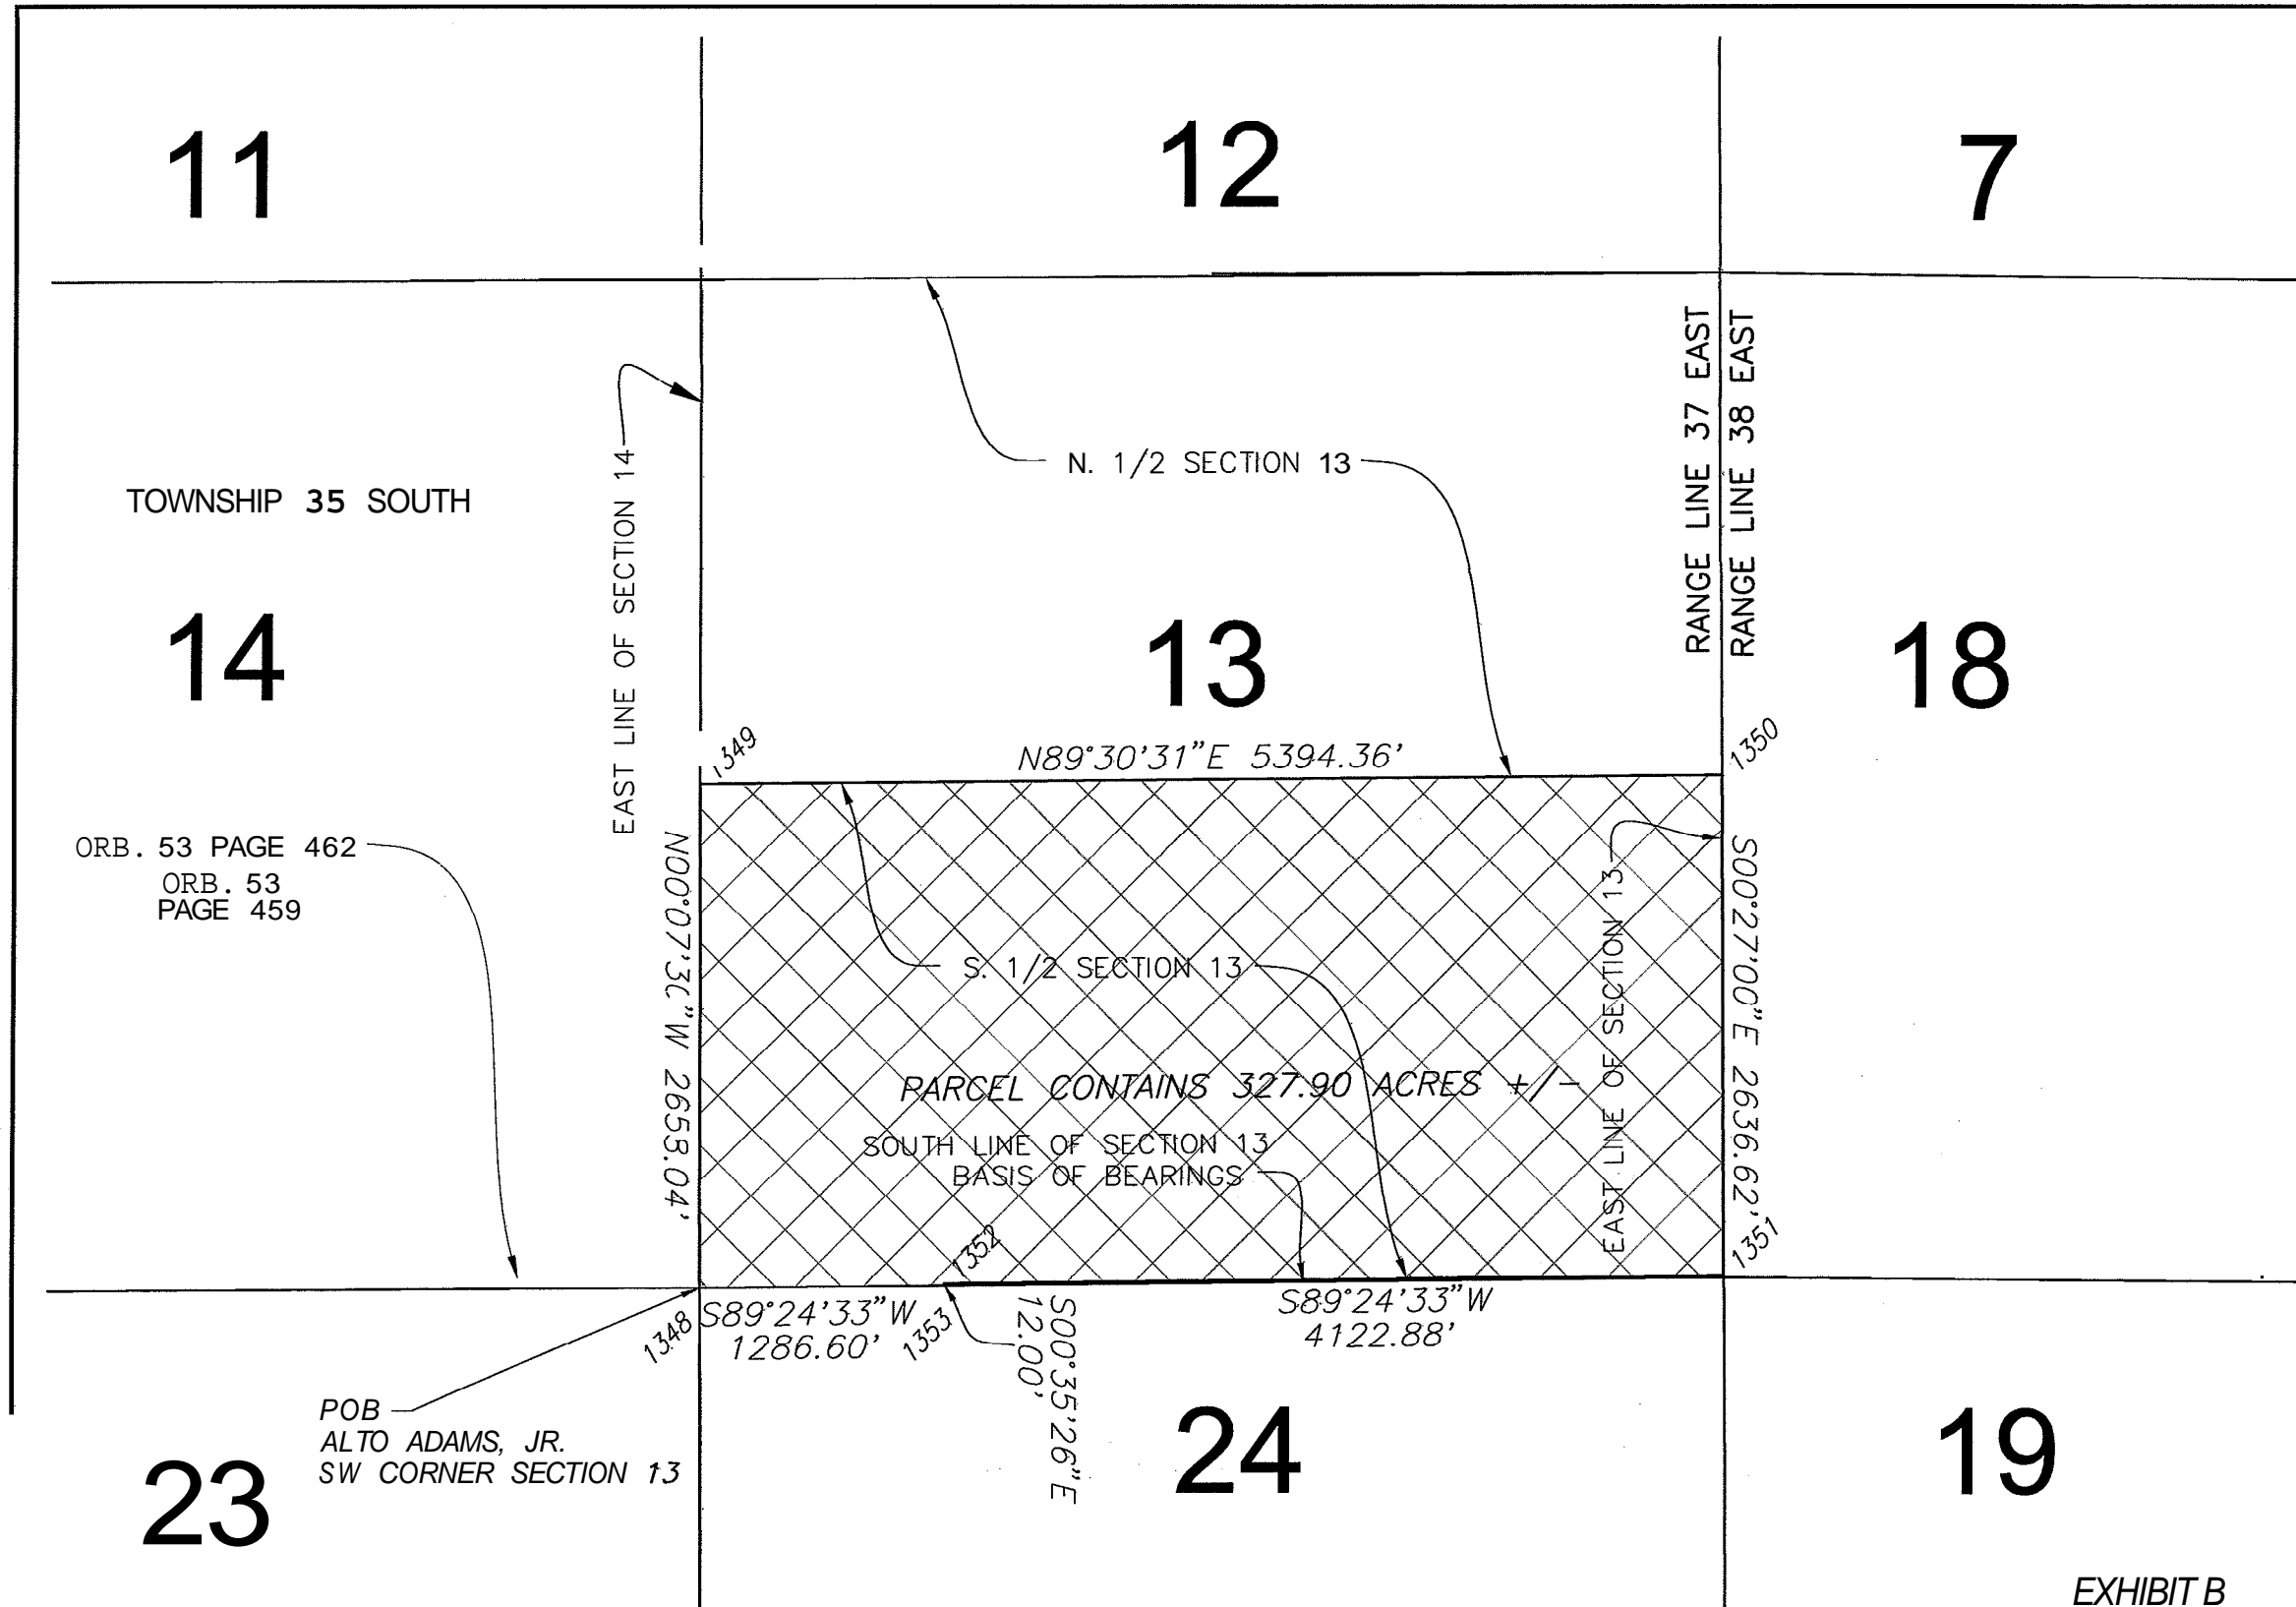 11
12
7
RANGE LINE 37 EAST
RANGE LINE 38 EAST
EAST LINE OF SECTION 14
N. 1/2 SECTION 13
TOWNSHIP 35 SOUTH
14
13
18
1349
N89°30'31"E 5394.36'
1350
ORB. 53 PAGE 462
ORB. 53
PAGE 459
N00°07'30"W 2658.04'
EAST LINE OF SECTION 13
S00°27'00"E 2636.62'
S. 1/2 SECTION 13
PARCEL CONTAINS 327.90 ACRES +/-
SOUTH LINE OF SECTION 13
BASIS OF BEARINGS
1352
1351
1348
S89°24'33"W
1286.60'
1353
S00°35'26"E
12.00'
S89°24'33"W
4122.88'
POB
ALTO ADAMS, JR.
SW CORNER SECTION 13
23
24
19
EXHIBIT B